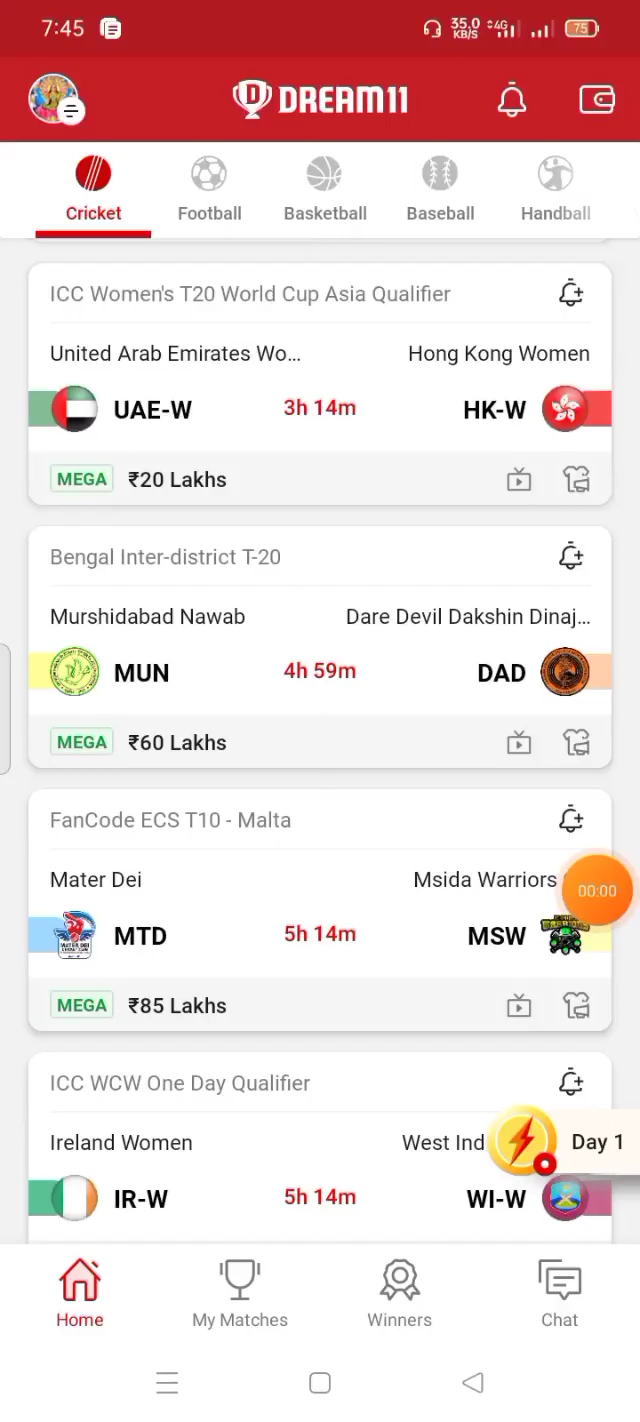 7:45 35.0 KB/S 4G 75
DREAM11
Cricket Football Basketball Baseball Handball
ICC Women's T20 World Cup Asia Qualifier
United Arab Emirates Wo... Hong Kong Women
UAE-W 3h 14m HK-W
MEGA ₹20 Lakhs
Bengal Inter-district T-20
Murshidabad Nawab Dare Devil Dakshin Dinaj...
MUN 4h 59m DAD
MEGA ₹60 Lakhs
FanCode ECS T10 - Malta
Mater Dei Msida Warriors
00:00
MTD 5h 14m MSW
MEGA ₹85 Lakhs
ICC WCW One Day Qualifier
Ireland Women West Ind
Day 1
IR-W 5h 14m WI-W
Home My Matches Winners Chat